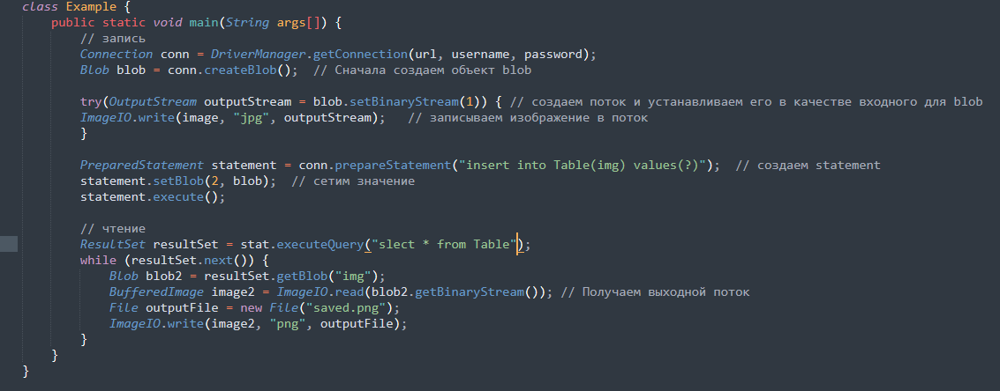 class Example {
public static void main(String args[]) {
// запись
Connection conn = DriverManager.getConnection(url, username, password);
Blob blob = conn.createBlob();  // Сначала создаем объект blob
try(OutputStream outputStream = blob.setBinaryStream(1)) { // создаем поток и устанавливаем его в качестве входного для blob
ImageIO.write(image, "jpg", outputStream);   // записываем изображение в поток
}
PreparedStatement statement = conn.prepareStatement("insert into Table(img) values(?)");  // создаем statement
statement.setBlob(2, blob);  // сетим значение
statement.execute();
// чтение
ResultSet resultSet = stat.executeQuery("slect * from Table");
while (resultSet.next()) {
Blob blob2 = resultSet.getBlob("img");
BufferedImage image2 = ImageIO.read(blob2.getBinaryStream()); // Получаем выходной поток
File outputFile = new File("saved.png");
ImageIO.write(image2, "png", outputFile);
}
}
}